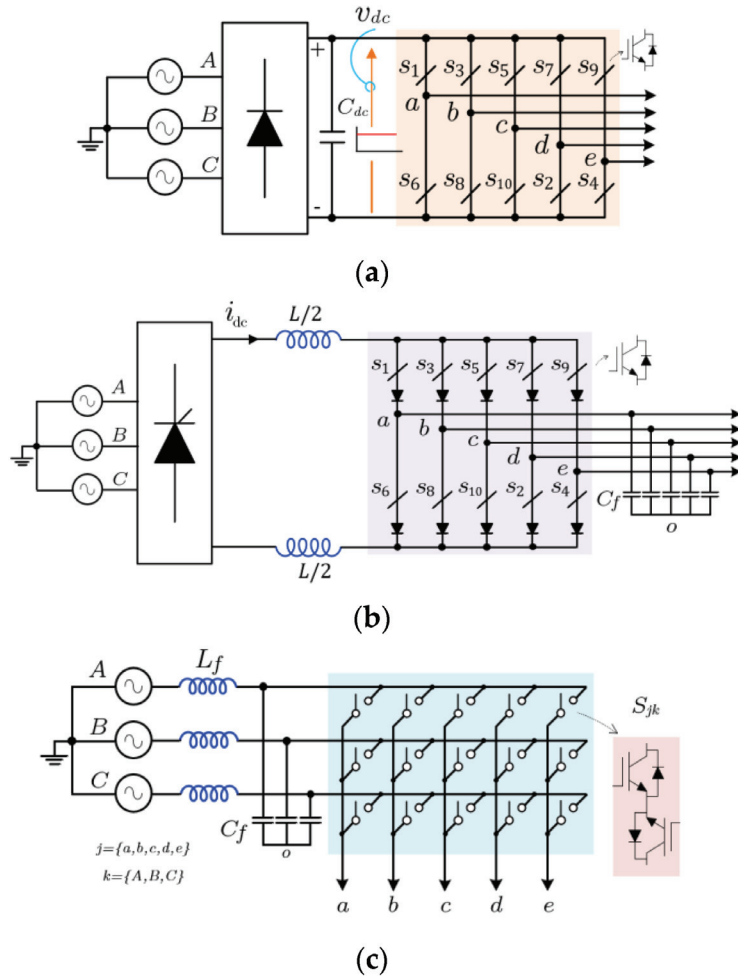 v_dc
A
B
C
+
-
C_dc
s_1 s_3 s_5 s_7 s_9
a
b
c
d
e
s_6 s_8 s_10 s_2 s_4
(a)
i_dc
L/2
A
B
C
s_1 s_3 s_5 s_7 s_9
a
b
c
d
e
s_6 s_8 s_10 s_2 s_4
C_f
o
L/2
(b)
A
L_f
B
C
S_jk
C_f
o
j={a,b,c,d,e}
k={A,B,C}
a b c d e
(c)